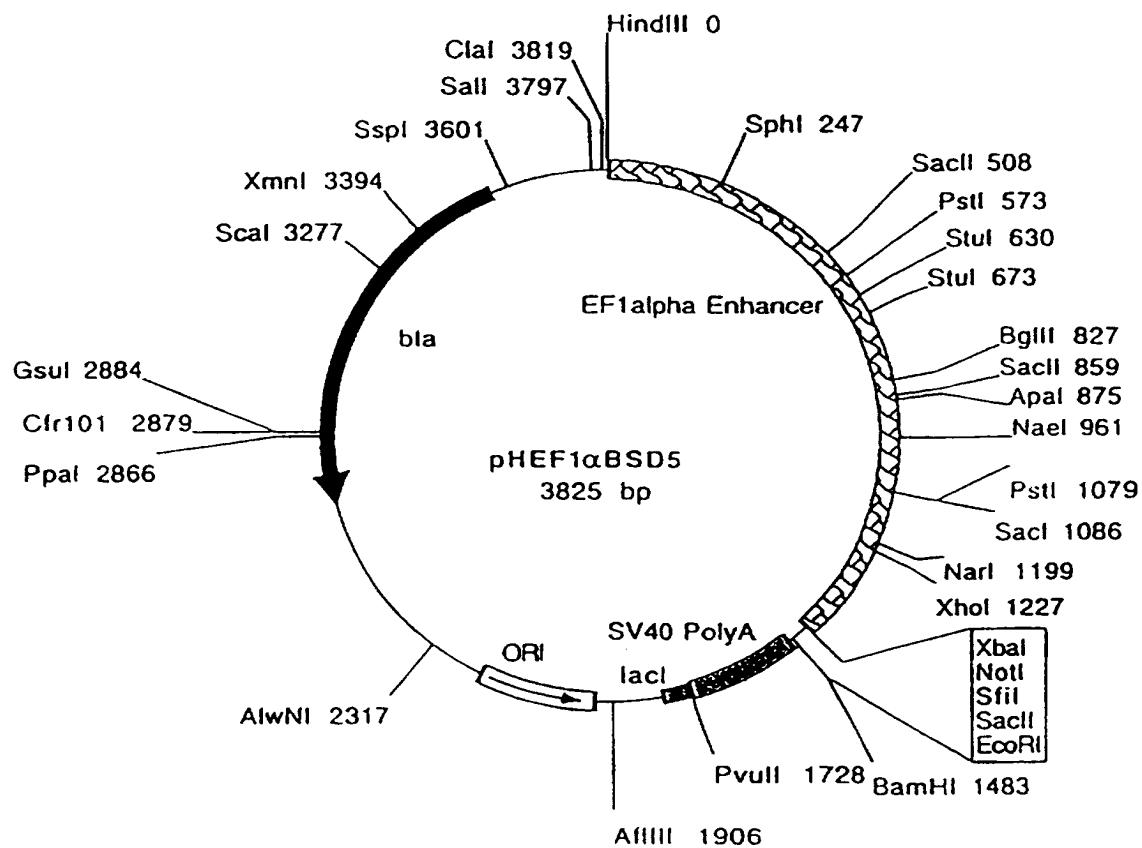 HindIII 0
ClaI 3819
SalI 3797
SspI 3601
XmnI 3394
ScaI 3277
SphI 247
SacII 508
PstI 573
StuI 630
StuI 673
EF1alpha Enhancer
bla
BglII 827
SacII 859
ApaI 875
NaeI 961
GsuI 2884
Cfr101 2879
PpaI 2866
pHEF1αBSD5
3825 bp
PstI 1079
SacI 1086
NarI 1199
XhoI 1227
XbaI
NotI
SfiI
SacII
EcoRI
SV40 PolyA
lacI
ORI
AlwNI 2317
PvuII 1728
BamHI 1483
AflIII 1906